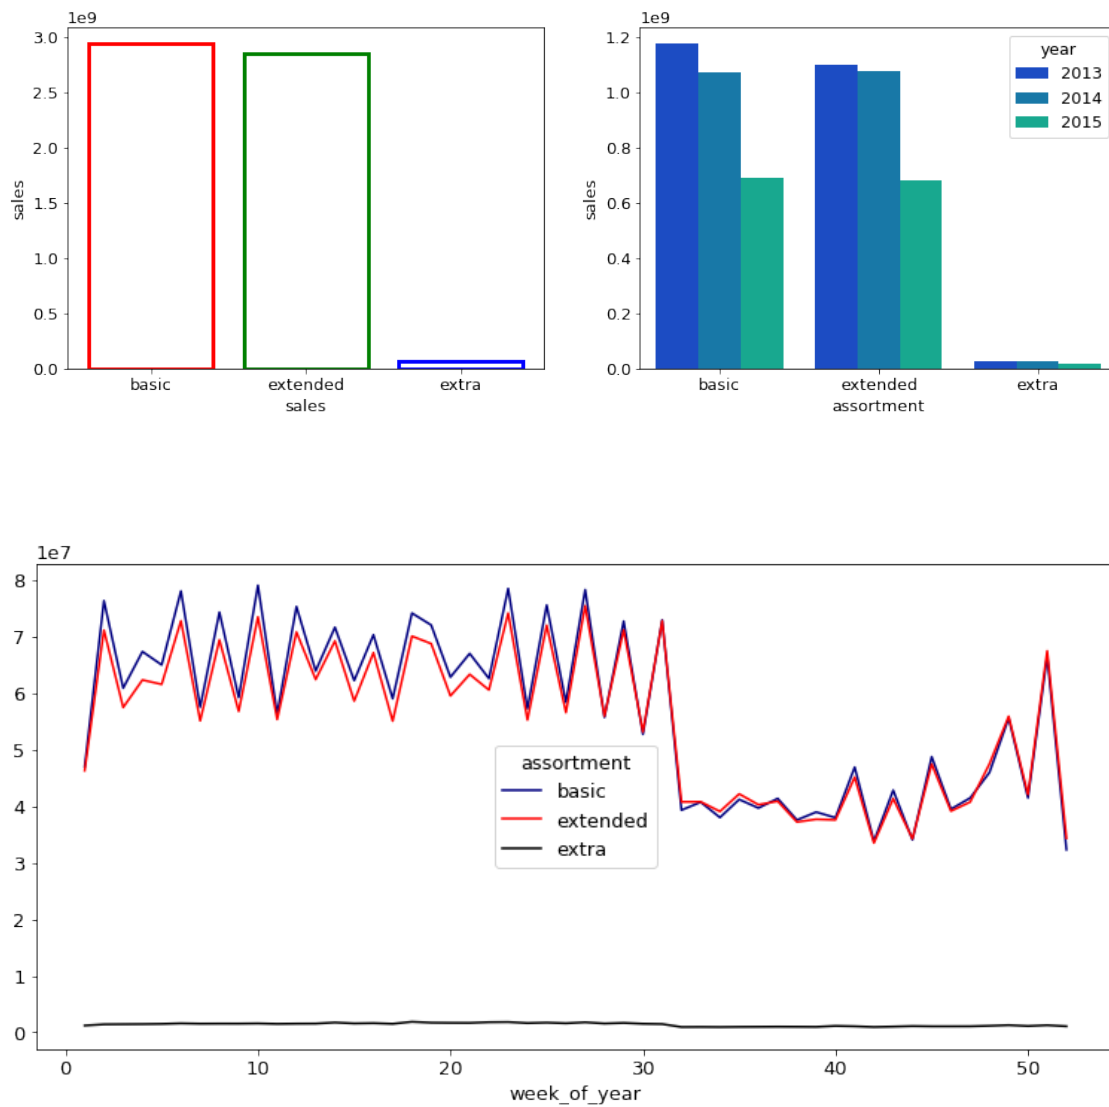 1e9
3.0
2.5
2.0
1.5
1.0
0.5
0.0
sales
basic extended extra
sales
1e9
1.2
1.0
0.8
0.6
0.4
0.2
0.0
sales
year
2013
2014
2015
basic extended extra
assortment
1e7
8
7
6
5
4
3
2
1
0
assortment
basic
extended
extra
0 10 20 30 40 50
week_of_year